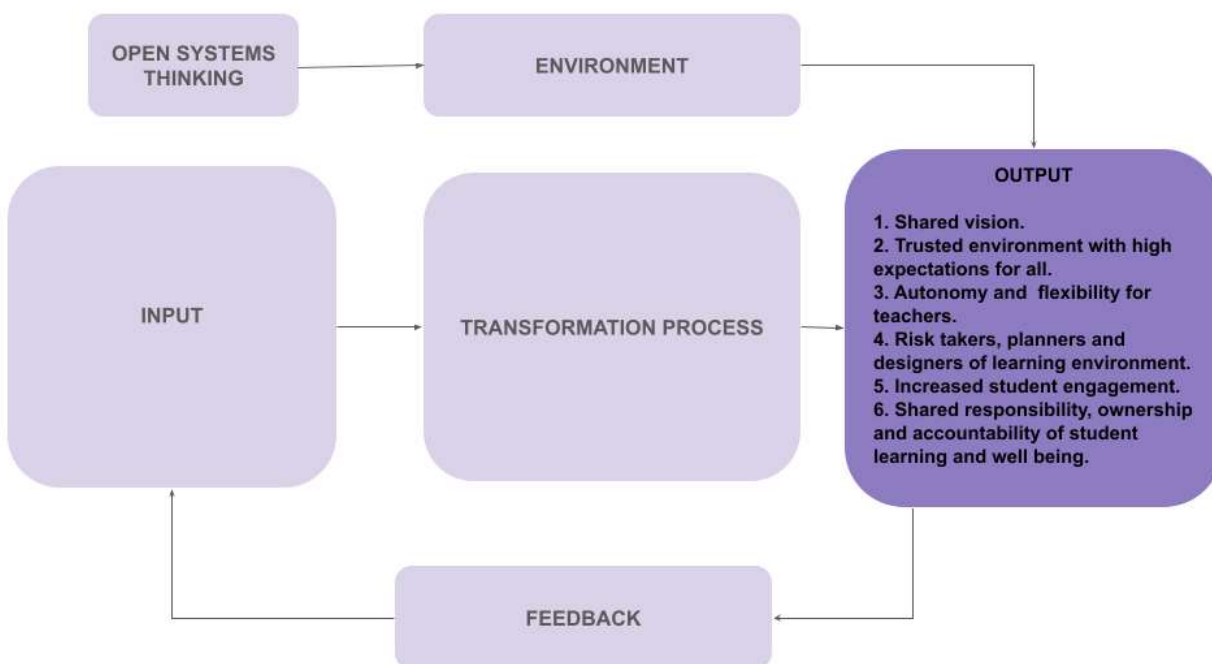 OPEN SYSTEMS
THINKING
ENVIRONMENT
INPUT
TRANSFORMATION PROCESS
OUTPUT
1. Shared vision.
2. Trusted environment with high
expectations for all.
3. Autonomy and flexibility for
teachers.
4. Risk takers, planners and
designers of learning environment.
5. Increased student engagement.
6. Shared responsibility, ownership
and accountability of student
learning and well being.
FEEDBACK